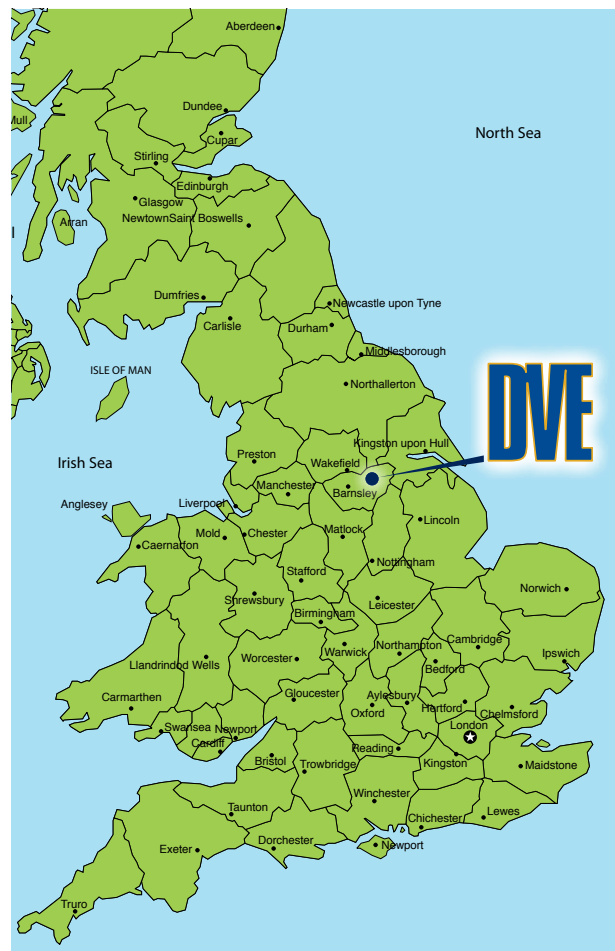 Aberdeen
Dundee
Mull
Cupar
North Sea
Stirling
Edinburgh
Glasgow
NewtownSaint Boswells
Arran
Dumfries
Newcastle upon Tyne
Carlisle
Durham
Middlesborough
ISLE OF MAN
Northallerton
DVE
Kingston upon Hull
Preston
Wakefield
Irish Sea
Manchester
Barnsley
Anglesey
Liverpool
Lincoln
Mold
Chester
Matlock
Caernarfon
Nottingham
Stafford
Norwich
Shrewsbury
Leicester
Birmingham
Cambridge
Northampton
Warwick
Ipswich
Worcester
Llandrindod Wells
Bedford
Gloucester
Aylesbury
Carmarthen
Hertford
Oxford
Chelmsford
London
Swansea
Newport
Cardiff
Reading
Bristol
Kingston
Maidstone
Trowbridge
Winchester
Taunton
Chichester
Lewes
Dorchester
Newport
Exeter
Truro